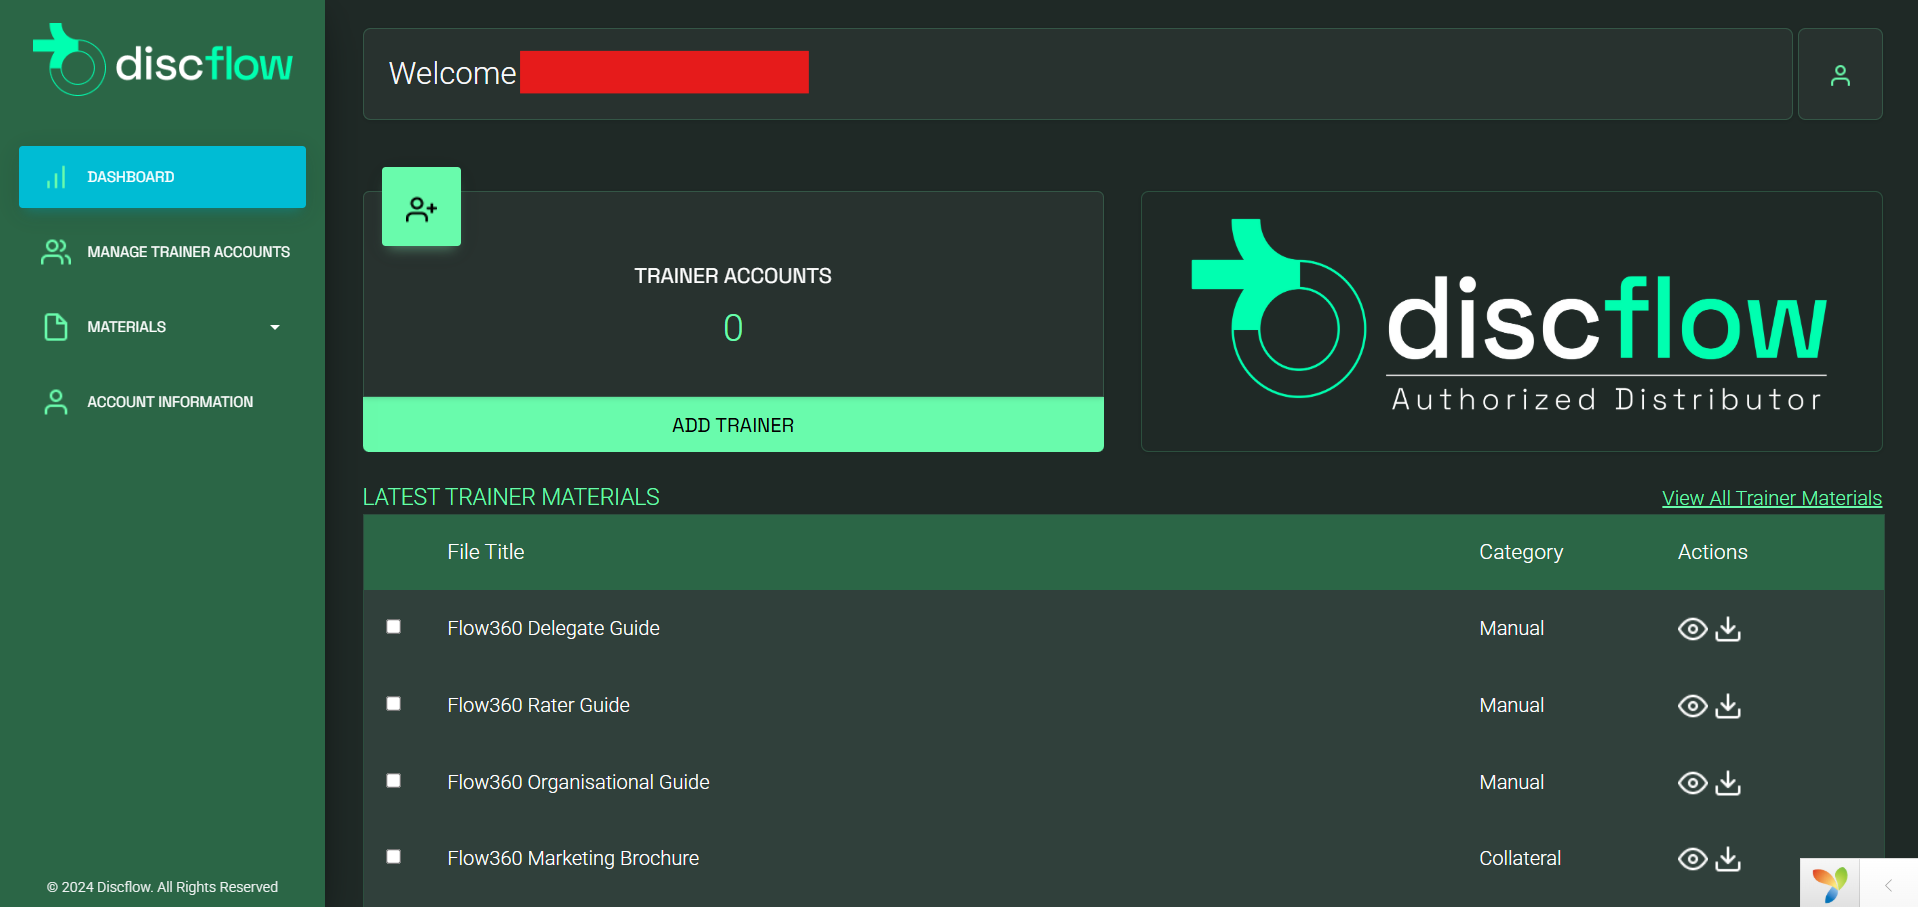 discflow
Welcome
DASHBOARD
MANAGE TRAINER ACCOUNTS
MATERIALS
ACCOUNT INFORMATION
TRAINER ACCOUNTS
0
ADD TRAINER
discflow
Authorized Distributor
LATEST TRAINER MATERIALS
View All Trainer Materials
File Title Category Actions
Flow360 Delegate Guide Manual
Flow360 Rater Guide Manual
Flow360 Organisational Guide Manual
Flow360 Marketing Brochure Collateral
© 2024 Discflow. All Rights Reserved